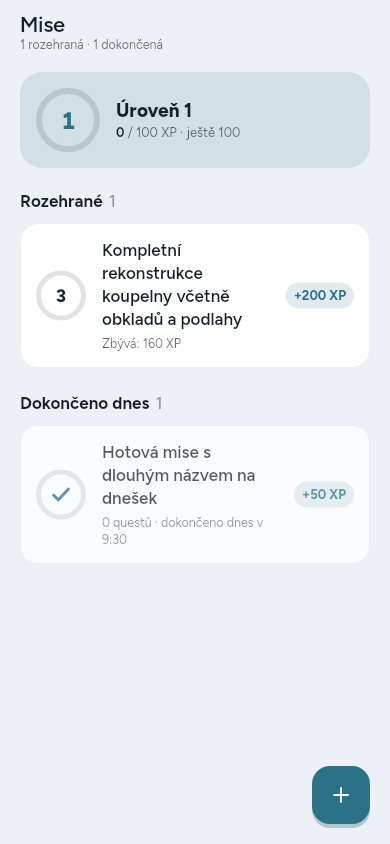 Mise
1 rozehraná · 1 dokončená
1
Úroveň 1
0 / 100 XP · ještě 100
Rozehrané 1
3
Kompletní
rekonstrukce
koupelny včetně
obkladů a podlahy
Zbývá: 160 XP
+200 XP
Dokončeno dnes 1
Hotová mise s
dlouhým názvem na
dnešek
0 questů · dokončeno dnes v
9:30
+50 XP